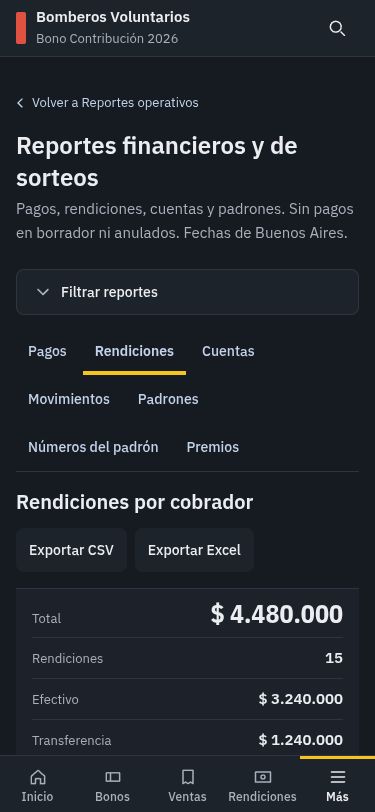 Bomberos Voluntarios
Bono Contribución 2026
Volver a Reportes operativos
Reportes financieros y de
sorteos
Pagos, rendiciones, cuentas y padrones. Sin pagos
en borrador ni anulados. Fechas de Buenos Aires.
Filtrar reportes
Pagos Rendiciones Cuentas
Movimientos Padrones
Números del padrón Premios
Rendiciones por cobrador
Exportar CSV Exportar Excel
Total $ 4.480.000
Rendiciones 15
Efectivo $ 3.240.000
Transferencia $ 1.240.000
Inicio Bonos Ventas Rendiciones Más